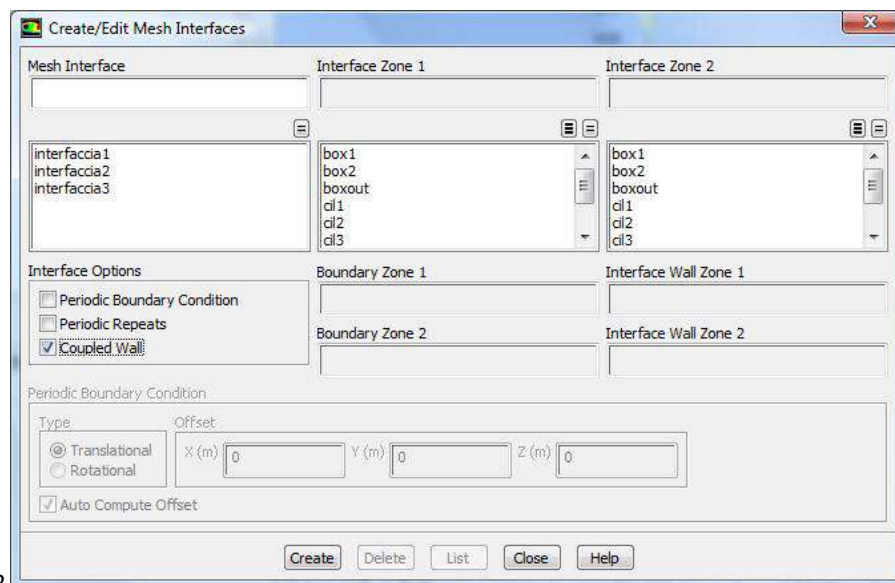 Create/Edit Mesh Interfaces
Mesh Interface
Interface Zone 1
Interface Zone 2
interfaccia1
interfaccia2
interfaccia3
box1
box2
boxout
cil1
cil2
cil3
box1
box2
boxout
cil1
cil2
cil3
Interface Options
Periodic Boundary Condition
Periodic Repeats
Coupled Wall
Boundary Zone 1
Interface Wall Zone 1
Boundary Zone 2
Interface Wall Zone 2
Periodic Boundary Condition
Type
Translational
Rotational
Offset
X (m) 0
Y (m) 0
Z (m) 0
Auto Compute Offset
Create Delete List Close Help